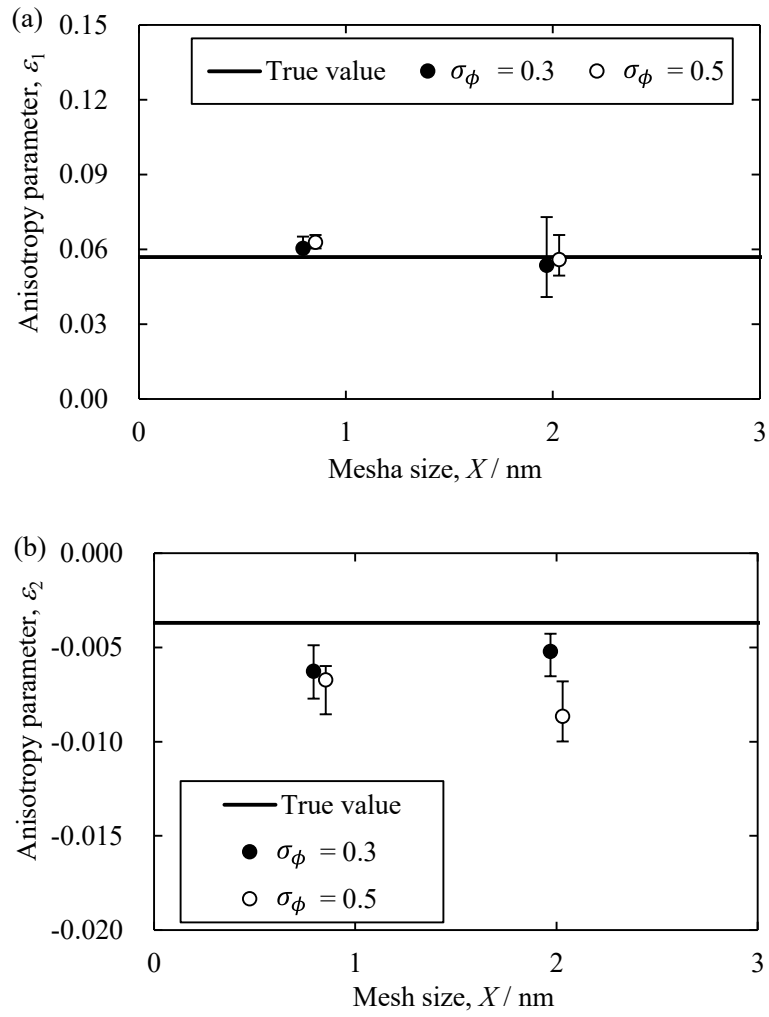 (a)
0.15
0.12
0.09
0.06
0.03
0.00
Anisotropy parameter, ε1
True value σϕ = 0.3 σϕ = 0.5
0 1 2 3
Mesha size, X / nm
(b)
0.000
-0.005
-0.010
-0.015
-0.020
Anisotropy parameter, ε2
True value
σϕ = 0.3
σϕ = 0.5
0 1 2 3
Mesh size, X / nm